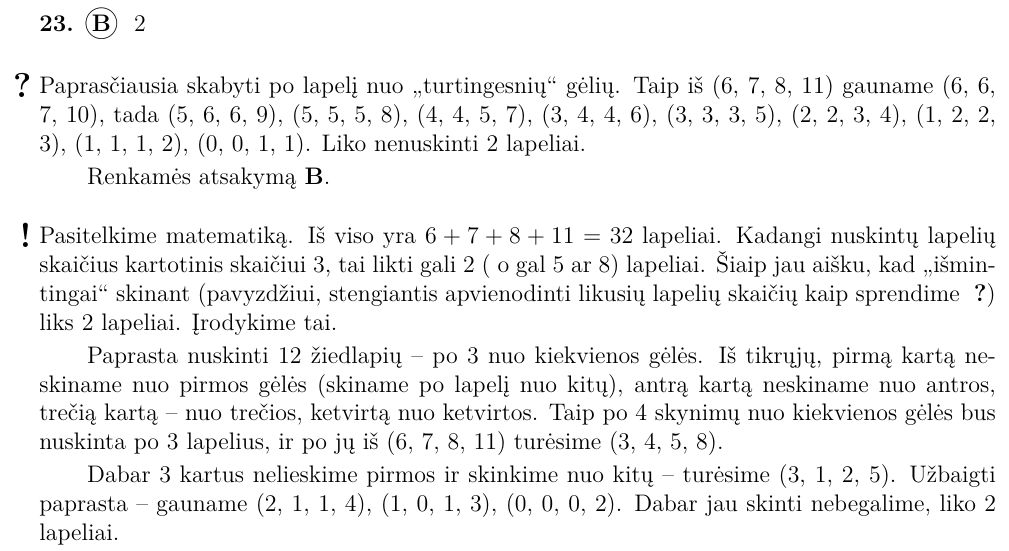 23. B 2
? Paprasčiausia skabyti po lapelį nuo „turtingesnių“ gėlių. Taip iš (6, 7, 8, 11) gauname (6, 6,
7, 10), tada (5, 6, 6, 9), (5, 5, 5, 8), (4, 4, 5, 7), (3, 4, 4, 6), (3, 3, 3, 5), (2, 2, 3, 4), (1, 2, 2,
3), (1, 1, 1, 2), (0, 0, 1, 1). Liko nenuskinti 2 lapeliai.
Renkamės atsakymą B.
! Pasitelkime matematiką. Iš viso yra 6 + 7 + 8 + 11 = 32 lapeliai. Kadangi nuskintų lapelių
skaičius kartotinis skaičiui 3, tai likti gali 2 ( o gal 5 ar 8) lapeliai. Šiaip jau aišku, kad „išmin-
tingai“ skinant (pavyzdžiui, stengiantis apvienodinti likusių lapelių skaičių kaip sprendime ?)
liks 2 lapeliai. Įrodykime tai.
Paprasta nuskinti 12 žiedlapių – po 3 nuo kiekvienos gėlės. Iš tikrųjų, pirmą kartą ne-
skiname nuo pirmos gėlės (skiname po lapelį nuo kitų), antrą kartą neskiname nuo antros,
trečią kartą – nuo trečios, ketvirtą nuo ketvirtos. Taip po 4 skynimų nuo kiekvienos gėlės bus
nuskinta po 3 lapelius, ir po jų iš (6, 7, 8, 11) turėsime (3, 4, 5, 8).
Dabar 3 kartus nelieskime pirmos ir skinkime nuo kitų – turėsime (3, 1, 2, 5). Užbaigti
paprasta – gauname (2, 1, 1, 4), (1, 0, 1, 3), (0, 0, 0, 2). Dabar jau skinti nebegalime, liko 2
lapeliai.